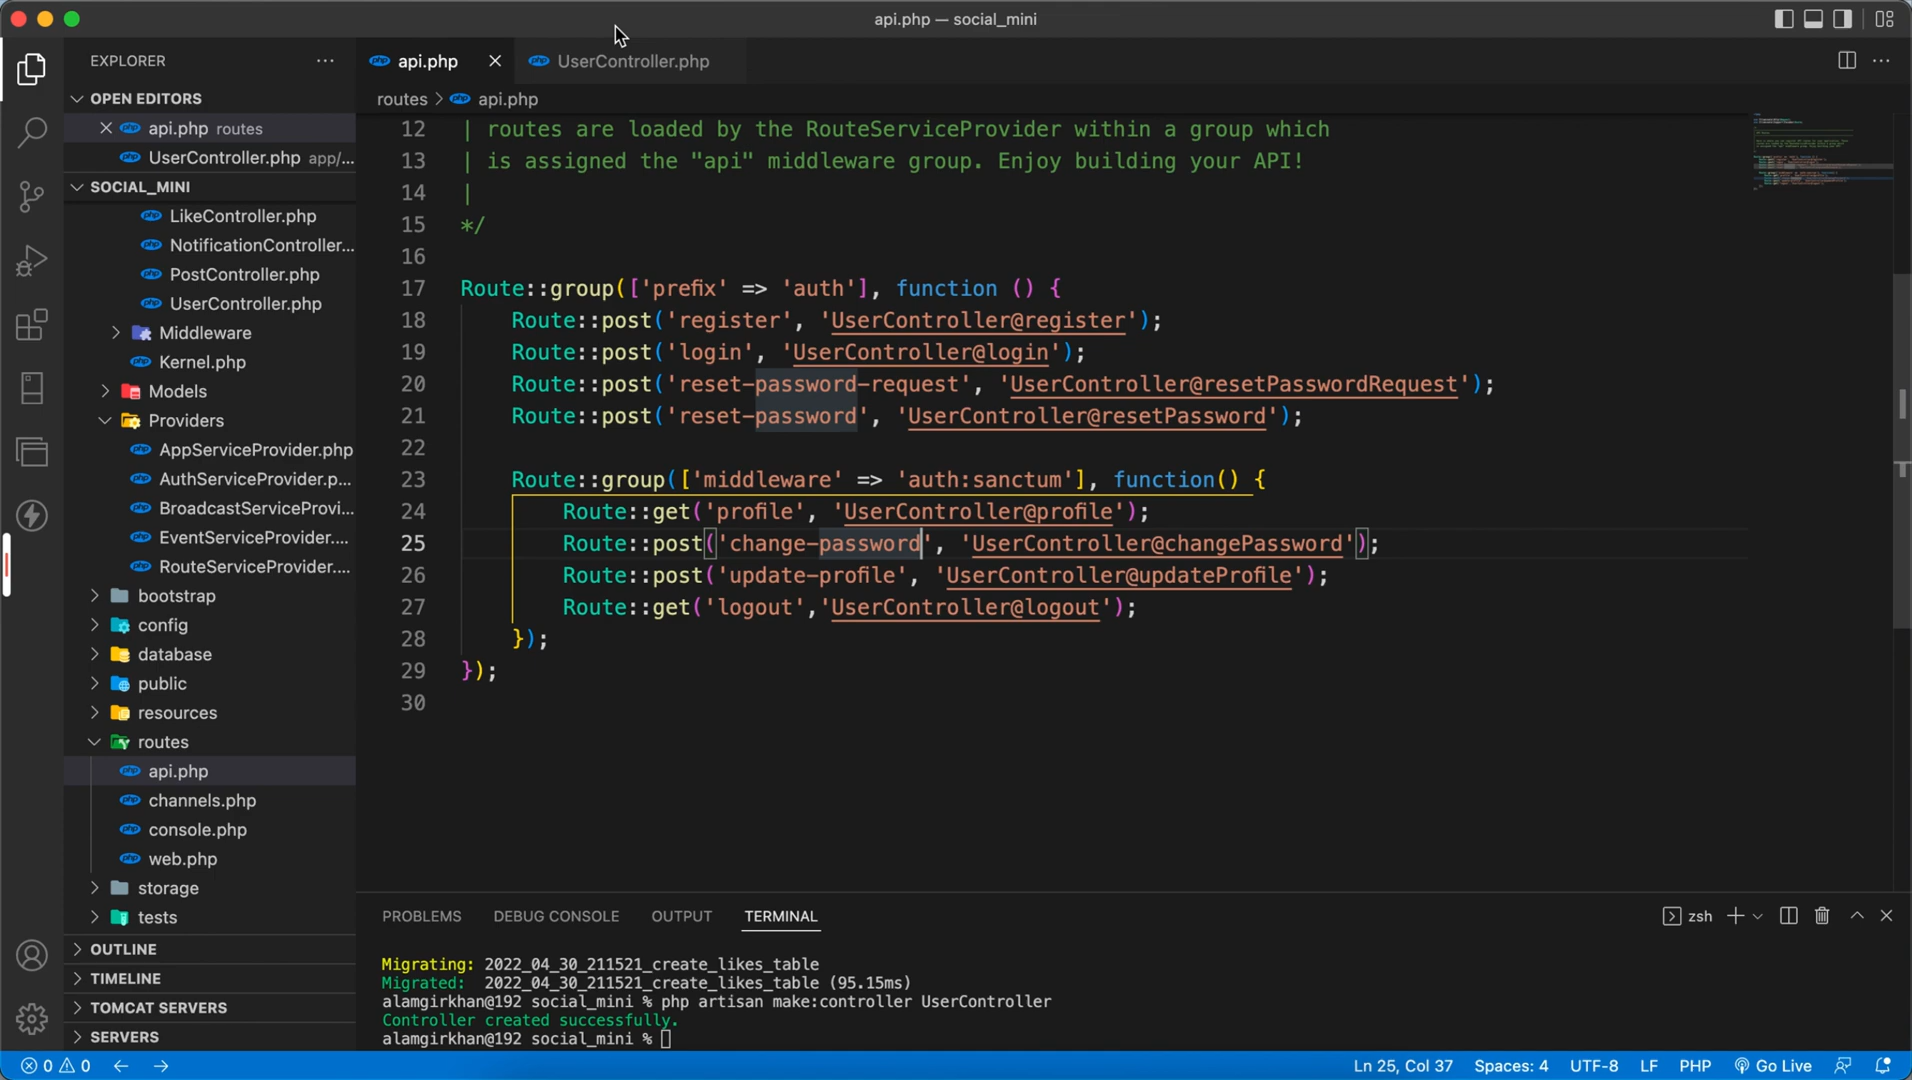 api.php — social_mini
EXPLORER
api.php
UserController.php
OPEN EDITORS
api.php routes
UserController.php app/...
SOCIAL_MINI
LikeController.php
NotificationController...
PostController.php
UserController.php
Middleware
Kernel.php
Models
Providers
AppServiceProvider.php
AuthServiceProvider.p...
BroadcastServiceProvi...
EventServiceProvider....
RouteServiceProvider....
bootstrap
config
database
public
resources
routes
api.php
channels.php
console.php
web.php
storage
tests
OUTLINE
TIMELINE
TOMCAT SERVERS
SERVERS
routes > api.php
12 | routes are loaded by the RouteServiceProvider within a group which
13 | is assigned the "api" middleware group. Enjoy building your API!
14 |
15 */
16
17 Route::group(['prefix' => 'auth'], function () {
18 Route::post('register', 'UserController@register');
19 Route::post('login', 'UserController@login');
20 Route::post('reset-password-request', 'UserController@resetPasswordRequest');
21 Route::post('reset-password', 'UserController@resetPassword');
22
23 Route::group(['middleware' => 'auth:sanctum'], function() {
24 Route::get('profile', 'UserController@profile');
25 Route::post('change-password', 'UserController@changePassword');
26 Route::post('update-profile', 'UserController@updateProfile');
27 Route::get('logout','UserController@logout');
28 });
29 });
30
PROBLEMS DEBUG CONSOLE OUTPUT TERMINAL
zsh
Migrating: 2022_04_30_211521_create_likes_table
Migrated: 2022_04_30_211521_create_likes_table (95.15ms)
alamgirkhan@192 social_mini % php artisan make:controller UserController
Controller created successfully.
alamgirkhan@192 social_mini %
0 0
Ln 25, Col 37 Spaces: 4 UTF-8 LF PHP Go Live